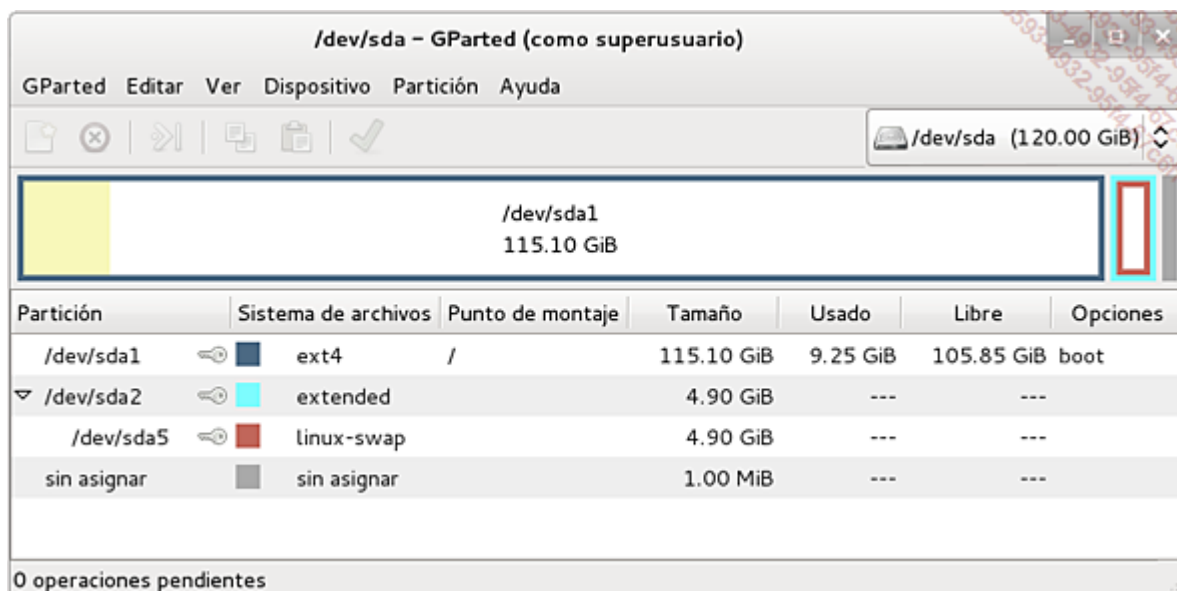 /dev/sda – GParted (como superusuario)
GParted Editar Ver Dispositivo Partición Ayuda
/dev/sda (120.00 GiB)
/dev/sda1
115.10 GiB
Partición Sistema de archivos Punto de montaje Tamaño Usado Libre Opciones
/dev/sda1 ext4 / 115.10 GiB 9.25 GiB 105.85 GiB boot
/dev/sda2 extended 4.90 GiB --- ---
/dev/sda5 linux-swap 4.90 GiB --- ---
sin asignar sin asignar 1.00 MiB --- ---
0 operaciones pendientes